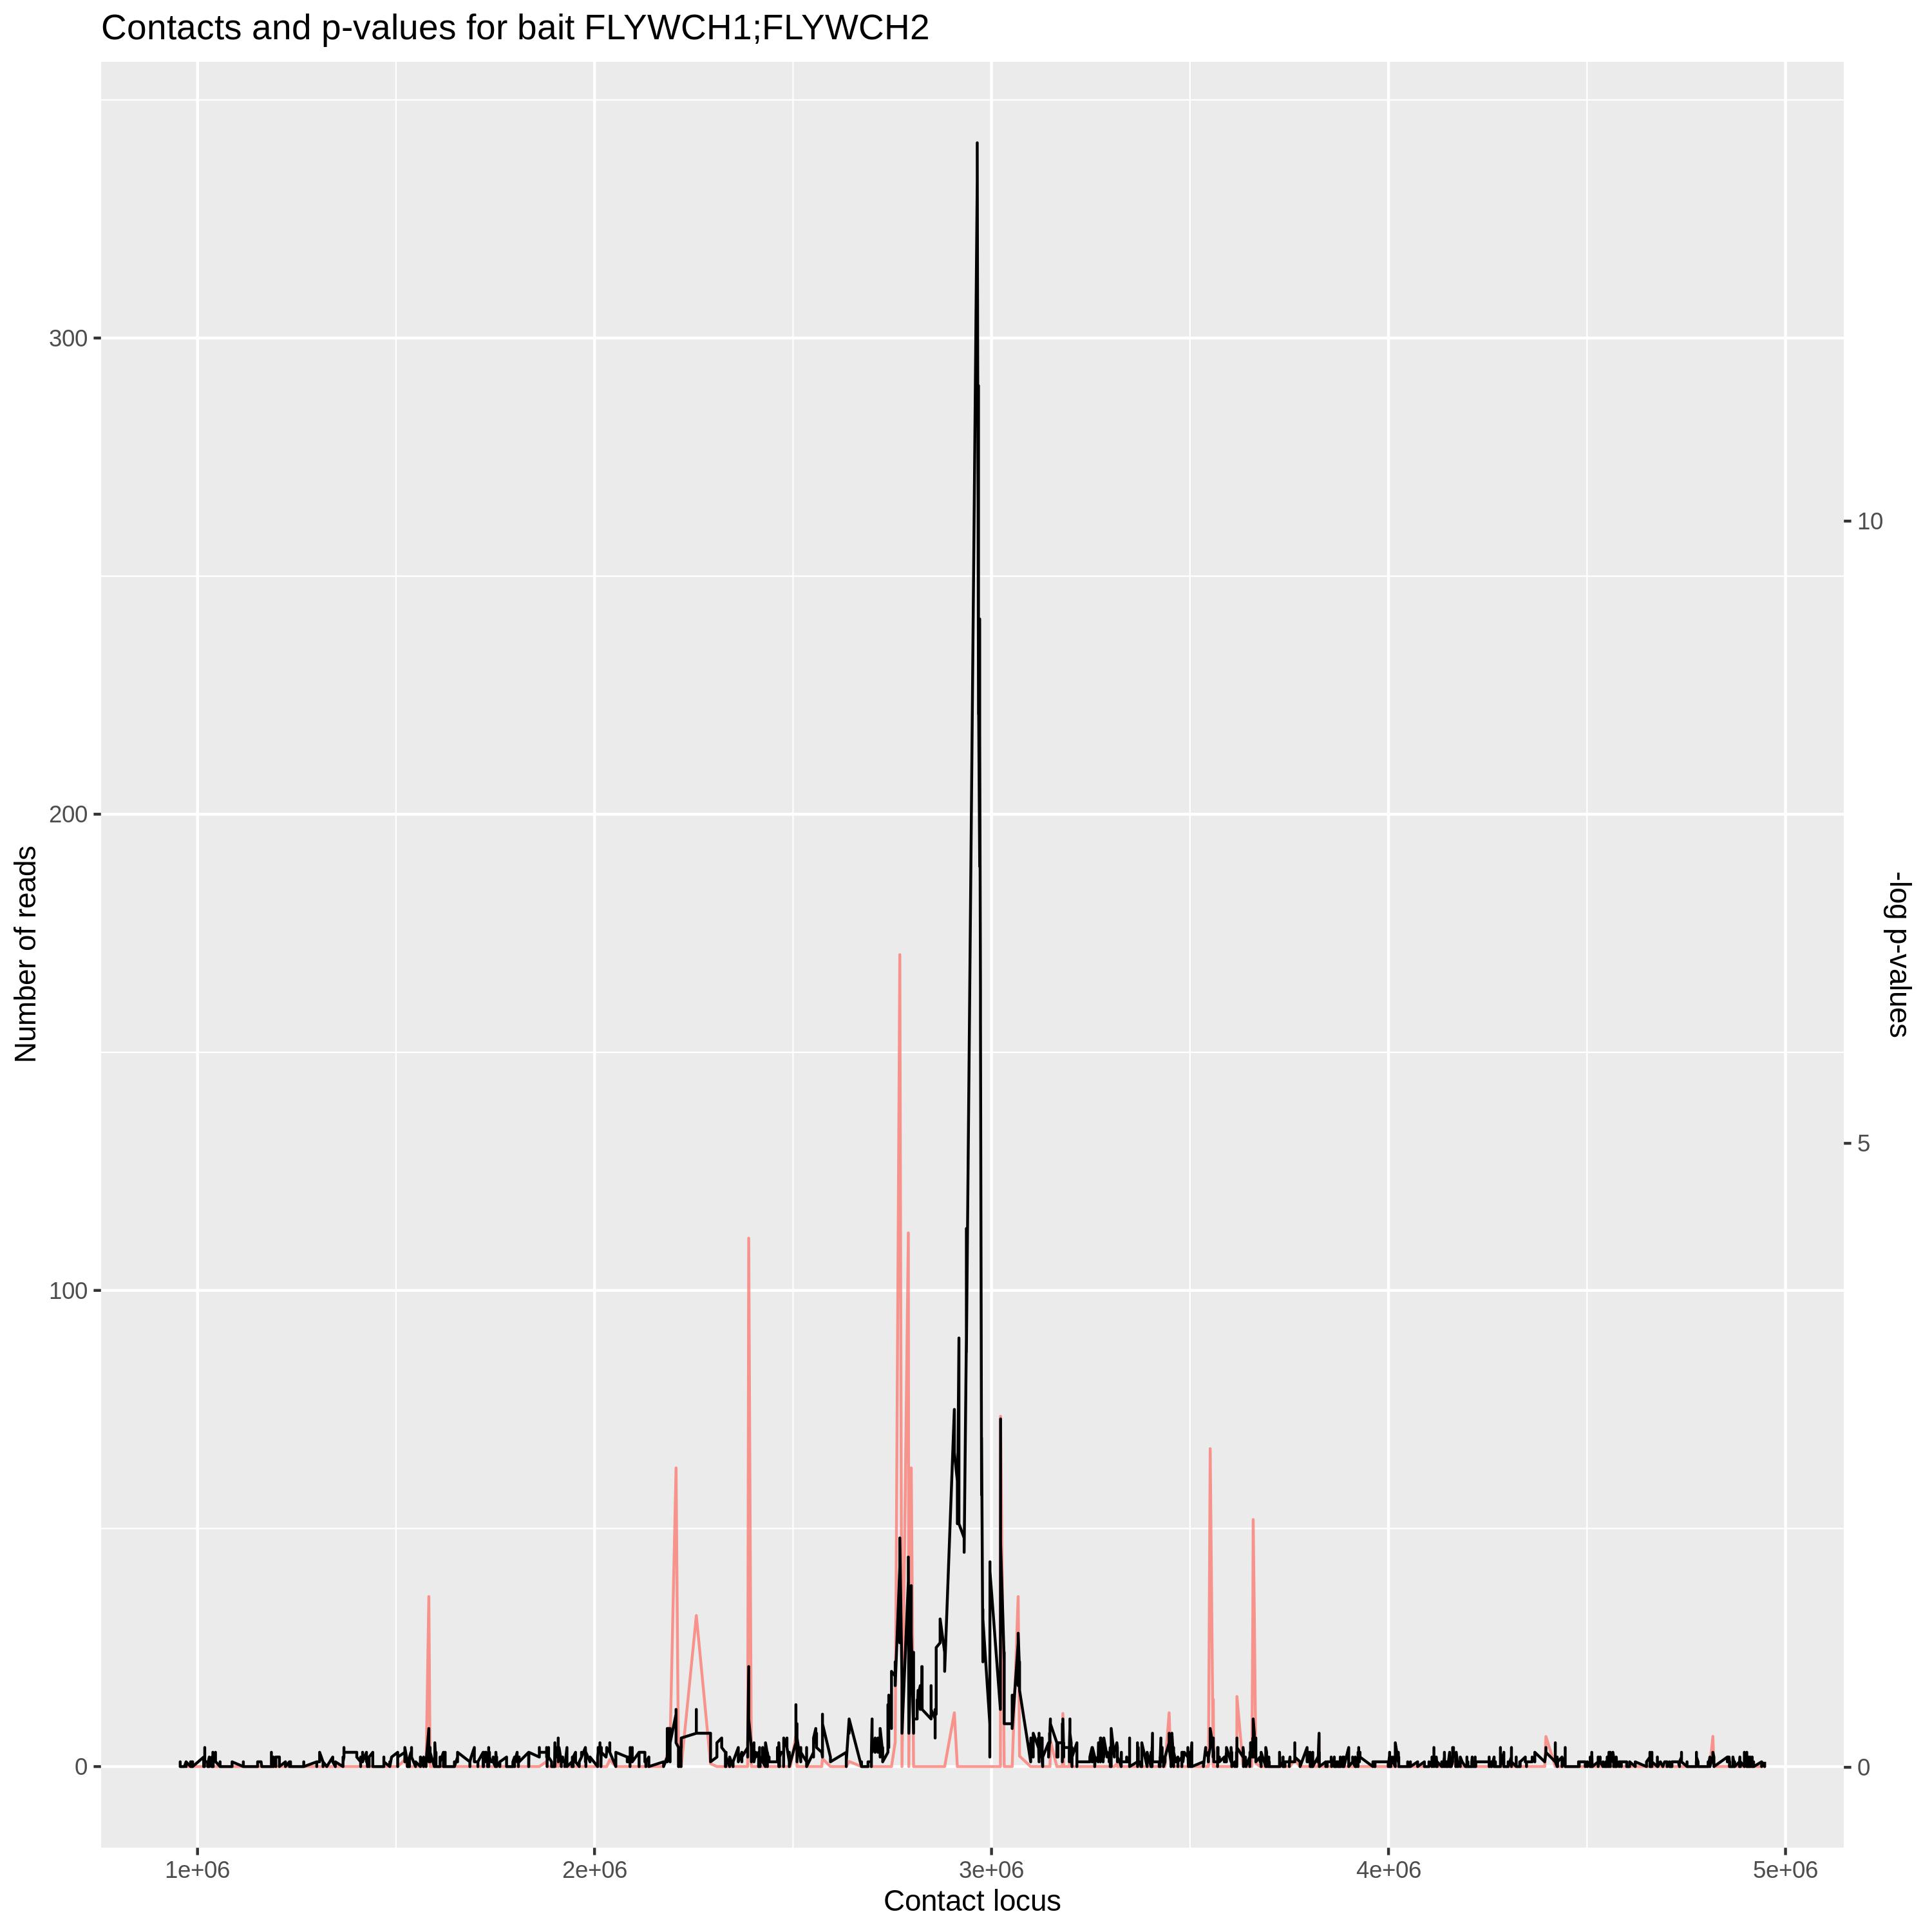 Contacts and p-values for bait FLYWCH1;FLYWCH2
300
200
100
0
Number of reads
10
5
0
-log p-values
1e+06
2e+06
3e+06
4e+06
5e+06
Contact locus